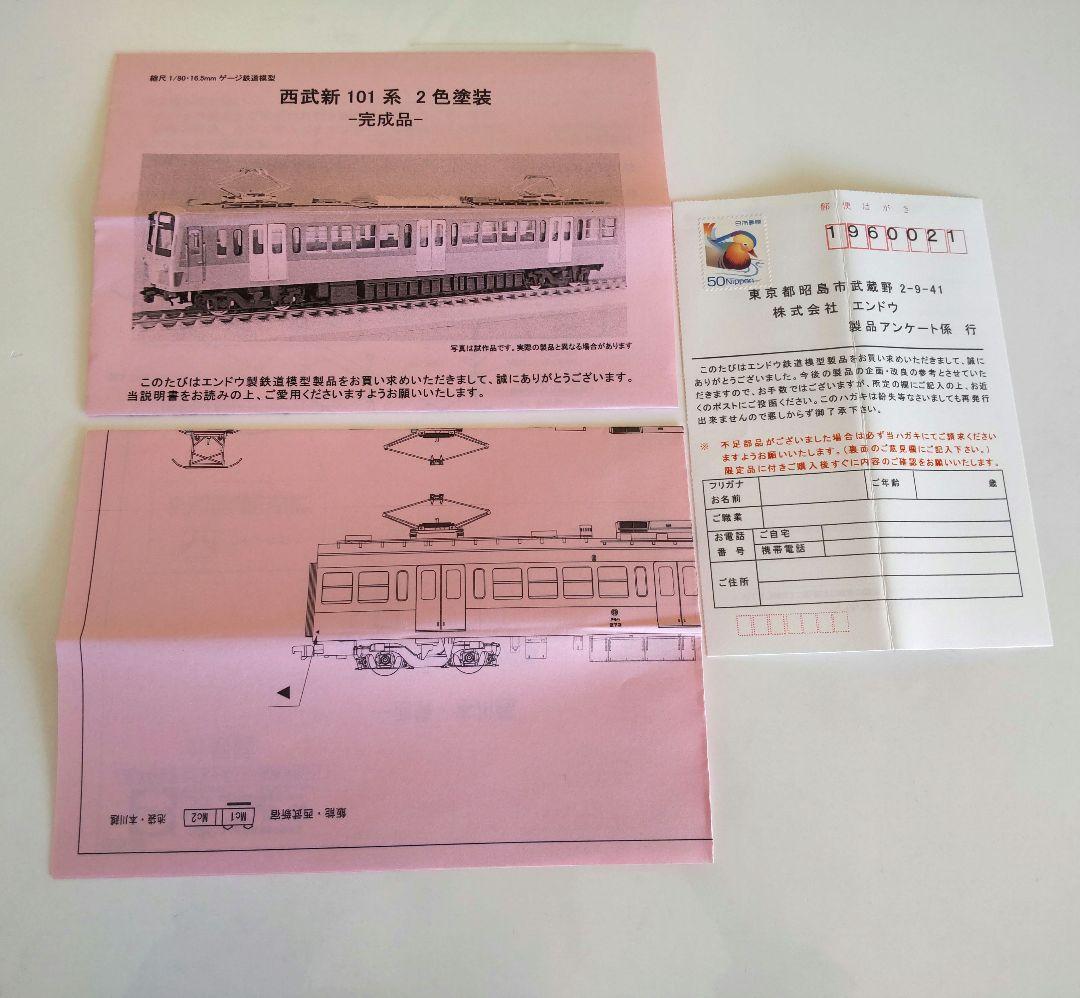 縮尺 1/80・16.5mm ゲージ鉄道模型
西武新 101 系 2 色塗装
-完成品-
写真は試作品です。実際の製品と異なる場合があります
このたびはエンドウ製鉄道模型製品をお買い求めいただきまして、誠にありがとうございます。
当説明書をお読みの上、ご愛用くださいますようお願いいたします。
郵便はがき
日本郵便
50 Nippon
1960021
東京都昭島市武蔵野 2-9-41
株式会社 エンドウ
製品アンケート係 行
このたびはエンドウ鉄道模型製品をお買い求めいただきまして、誠に
ありがとうございました。今後の製品の企画・改良の参考とさせていた
だきますので、お手数ではございますが、所定の欄にご記入の上、お近
くのポストにご投函ください。このハガキは紛失等なさいましても再発行
出来ませんので悪しからず御了承下さい。
※ 不足部品がございました場合は必ず当ハガキにてご請求ください
ますようお願いいたします。(裏面のご意見欄にご記入下さい。)
限定品に付きご購入後すぐに内容のご確認をお願いいたします。
フリガナ
お名前
ご年齢
歳
ご職業
お電話
番 号
ご自宅
携帯電話
ご住所
飯能・西武新宿
Mc1
Mc2
池袋・本川越